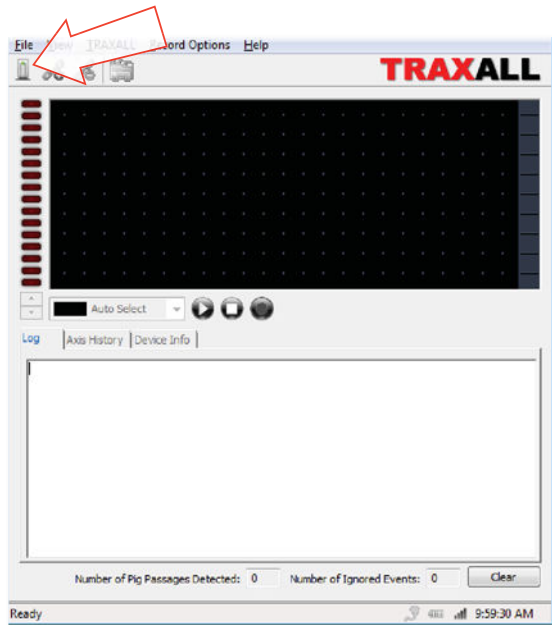 File View TRAXALL Record Options Help
TRAXALL
Auto Select
Log Axis History Device Info
Number of Pig Passages Detected: 0 Number of Ignored Events: 0 Clear
Ready 9:59:30 AM